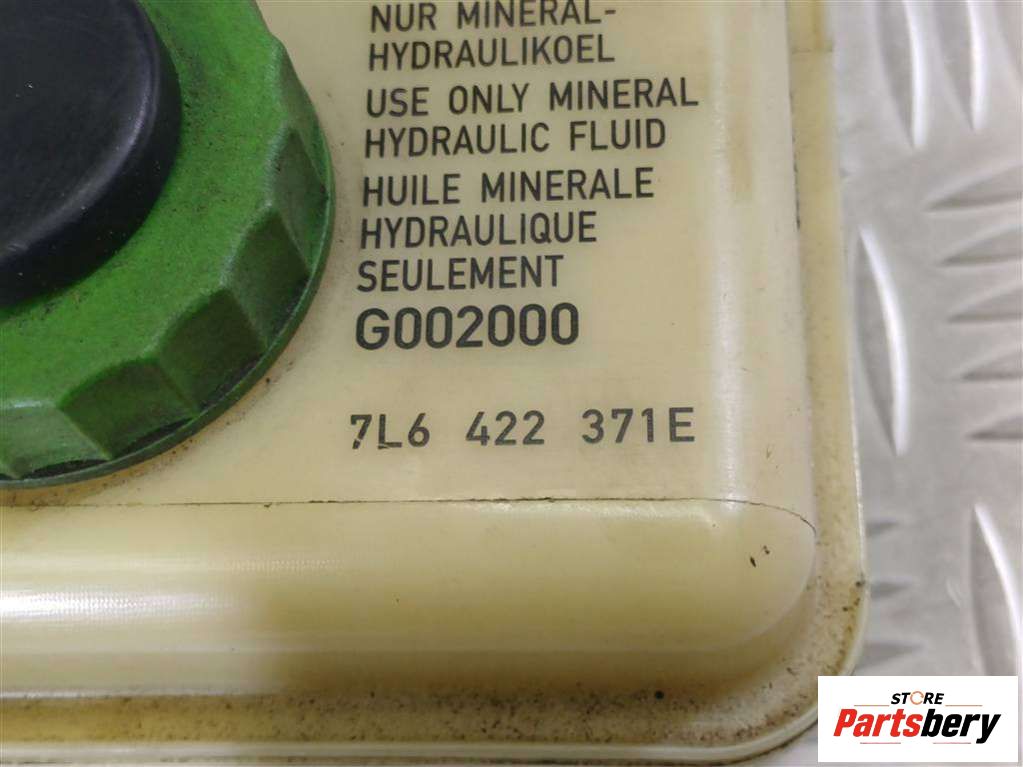 NUR MINERAL-
HYDRAULIKOEL
USE ONLY MINERAL
HYDRAULIC FLUID
HUILE MINERALE
HYDRAULIQUE
SEULEMENT
G002000
7L6 422 371E
STORE
Partsbery